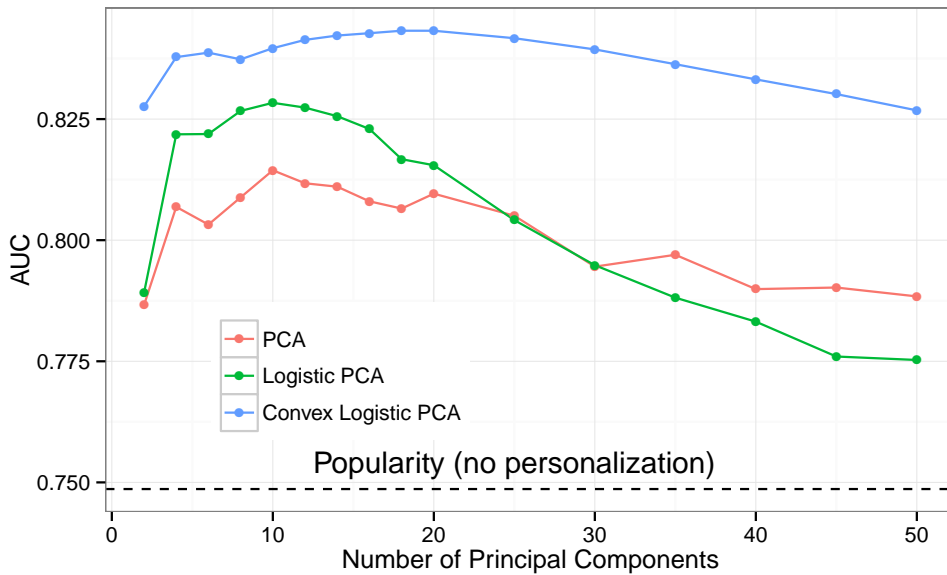 0.825
0.800
0.775
0.750
AUC
PCA
Logistic PCA
Convex Logistic PCA
Popularity (no personalization)
0 10 20 30 40 50
Number of Principal Components